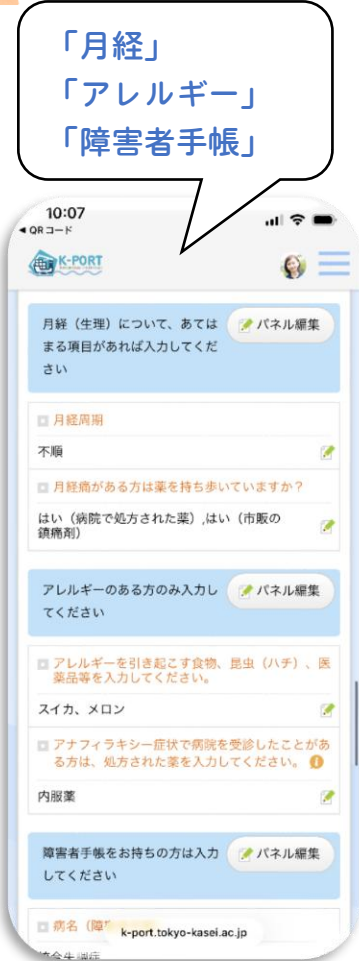 「月経」
「アレルギー」
「障害者手帳」
10:07
◀ QRコード
K-PORT
月経（生理）について、あては
まる項目があれば入力してくだ
さい
パネル編集
月経周期
不順
月経痛がある方は薬を持ち歩いていますか？
はい（病院で処方された薬）,はい（市販の
鎮痛剤）
アレルギーのある方のみ入力し
てください
パネル編集
アレルギーを引き起こす食物、昆虫（ハチ）、医
薬品等を入力してください。
スイカ、メロン
アナフィラキシー症状で病院を受診したことがあ
る方は、処方された薬を入力してください。
内服薬
障害者手帳をお持ちの方は入力
してください
パネル編集
病名（障
k-port.tokyo-kasei.ac.jp